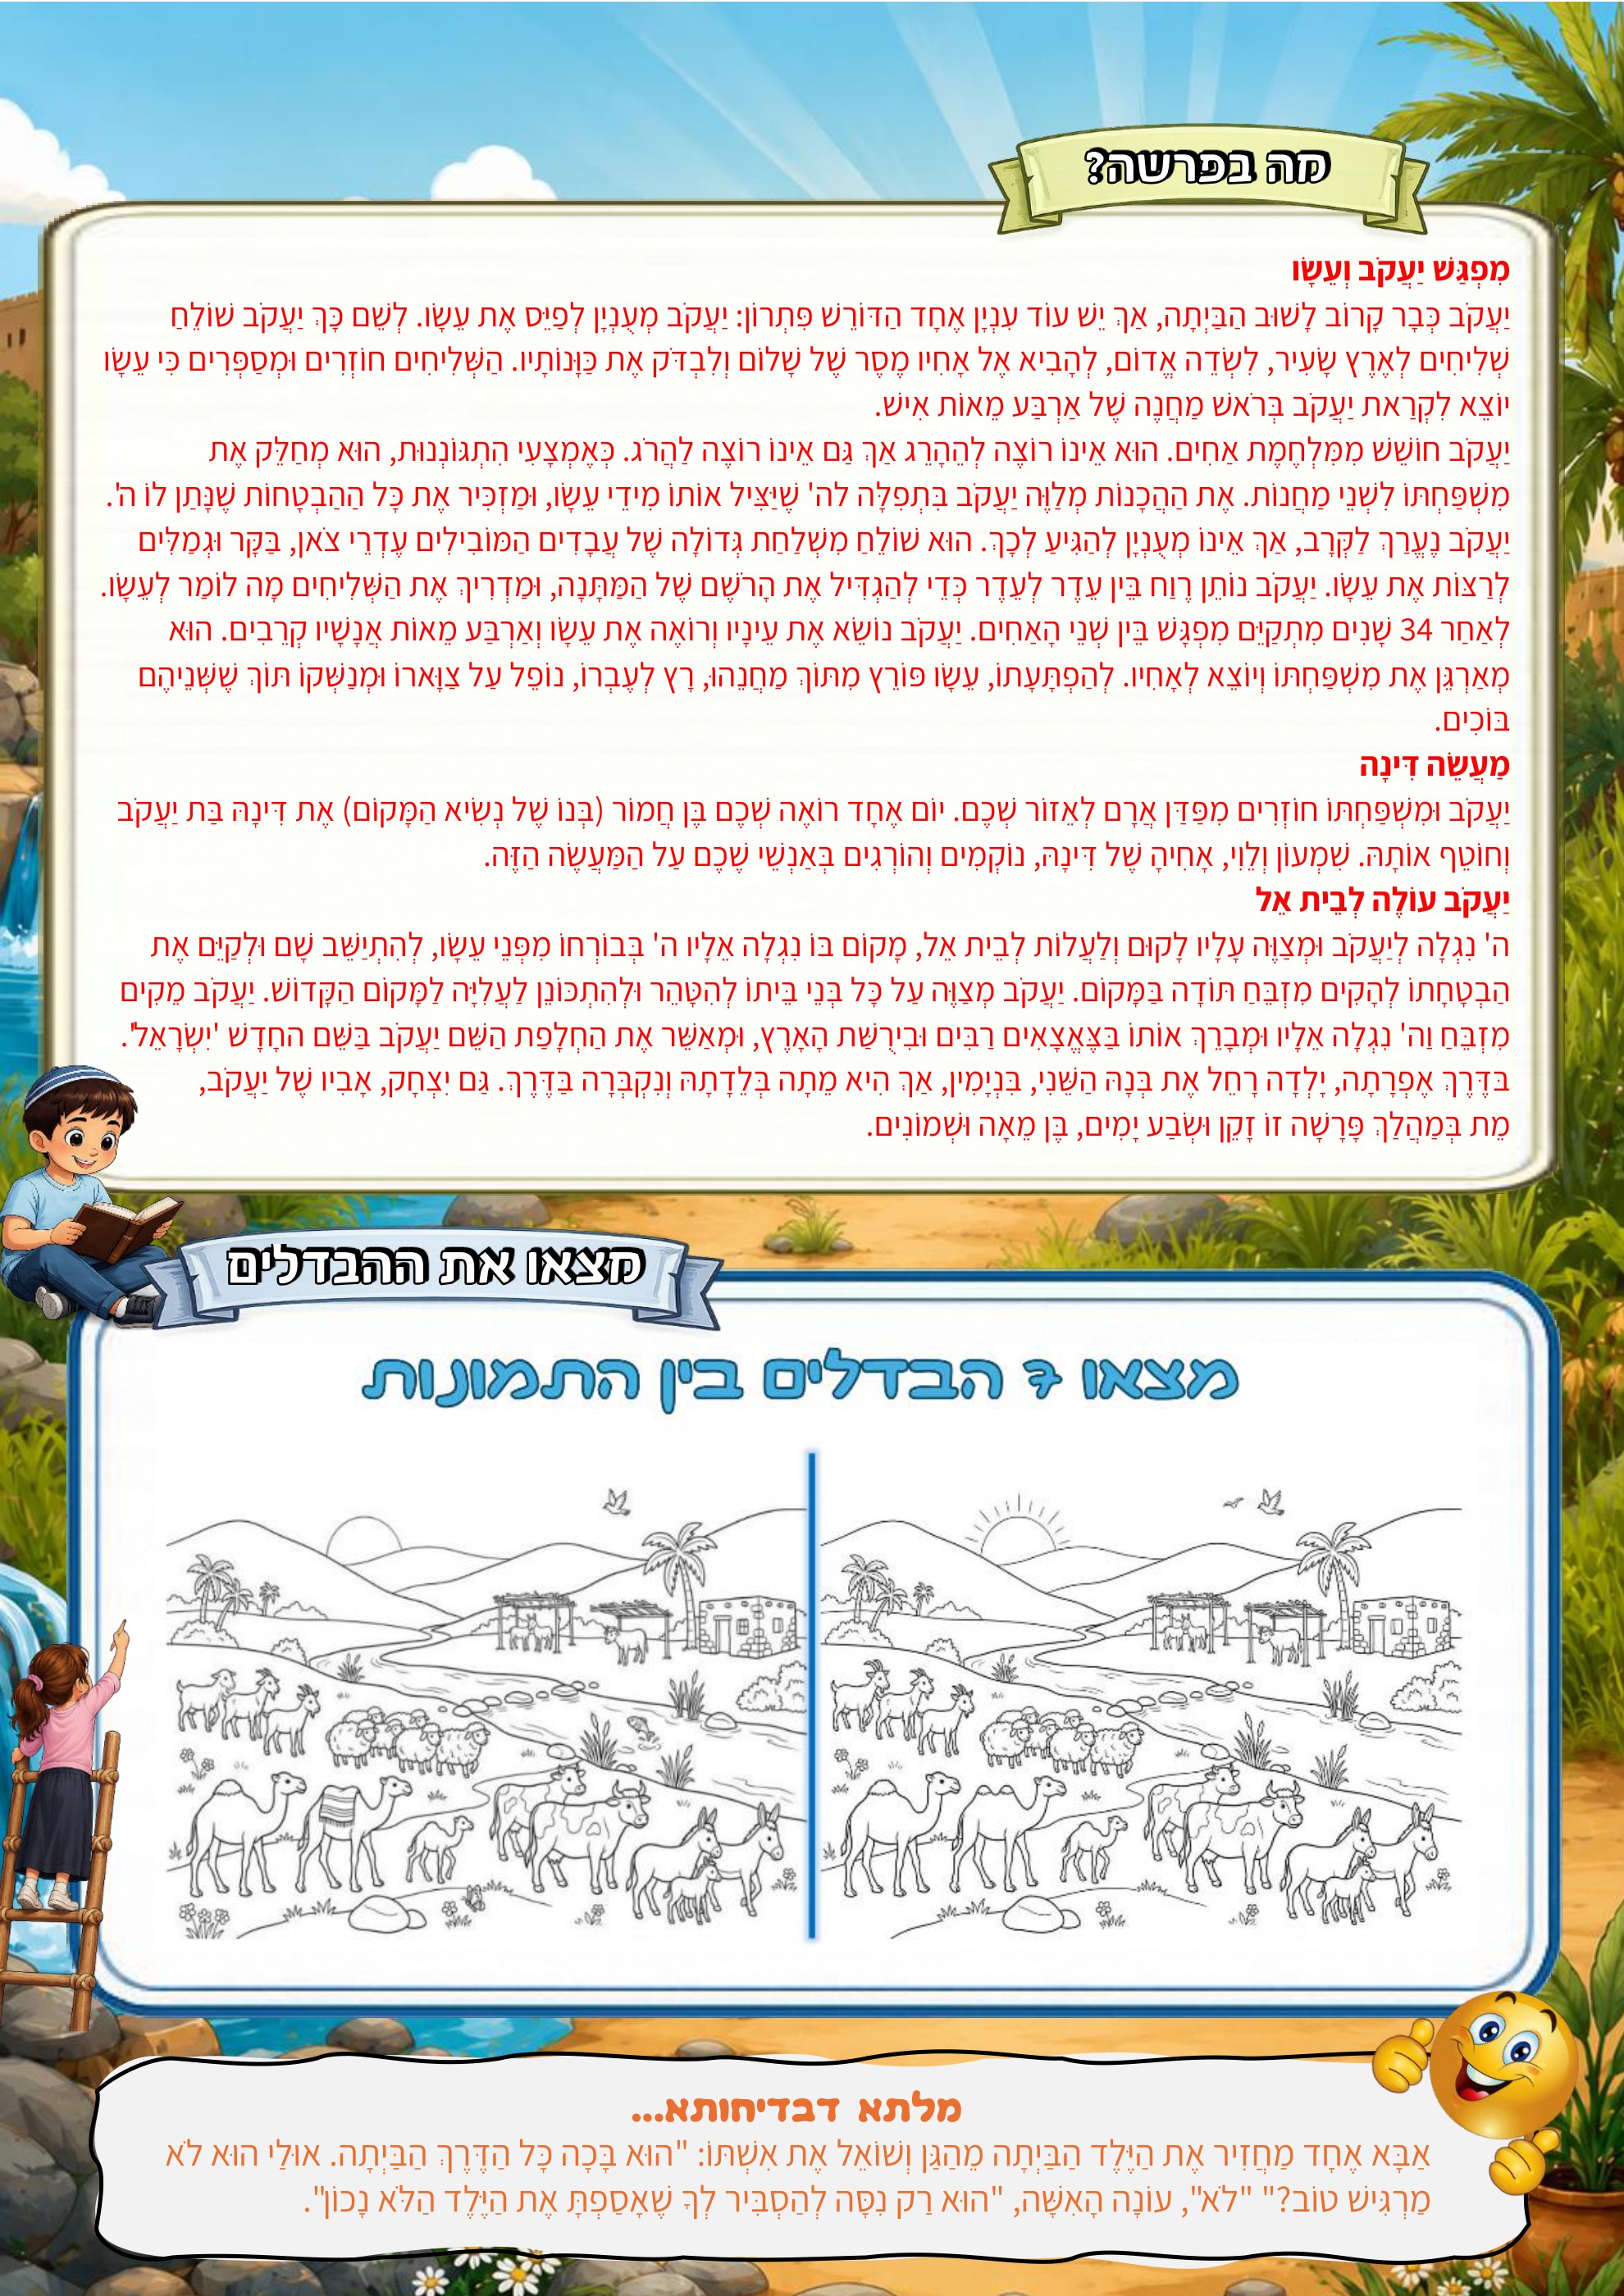 מה בפרשה?
מִפְגַּשׁ יַעֲקֹב וְעֵשָׂו
יַעֲקֹב כְּבָר קָרוֹב לָשׁוּב הַבַּיְתָה, אַךְ יֵשׁ עוֹד עִנְיָן אֶחָד הַדּוֹרֵשׁ פִּתְרוֹן: יַעֲקֹב מְעֻנְיָן לְפַיֵּס אֶת עֵשָׂו. לְשֵׁם כָּךְ יַעֲקֹב שׁוֹלֵחַ
שְׁלִיחִים לְאֶרֶץ שָׂעִיר, לִשְׂדֵה אֱדוֹם, לְהָבִיא אֶל אָחִיו מֶסֶר שֶׁל שָׁלוֹם וְלִבְדֹּק אֶת כַּוָּנוֹתָיו. הַשְּׁלִיחִים חוֹזְרִים וּמְסַפְּרִים כִּי עֵשָׂו
יוֹצֵא לִקְרַאת יַעֲקֹב בְּרֹאשׁ מַחֲנֶה שֶׁל אַרְבַּע מֵאוֹת אִישׁ.
יַעֲקֹב חוֹשֵׁשׁ מִמִּלְחֶמֶת אַחִים. הוּא אֵינוֹ רוֹצֶה לְהֵהָרֵג אַךְ גַּם אֵינוֹ רוֹצֶה לַהֲרֹג. כְּאֶמְצָעִי הִתְגּוֹנְנוּת, הוּא מְחַלֵּק אֶת
מִשְׁפַּחְתּוֹ לִשְׁנֵי מַחֲנוֹת. אֶת הַהֲכָנוֹת מְלַוֶּה יַעֲקֹב בִּתְפִלָּה לה' שֶׁיַּצִּיל אוֹתוֹ מִידֵי עֵשָׂו, וּמַזְכִּיר אֶת כָּל הַהַבְטָחוֹת שֶׁנָּתַן לוֹ ה'.
יַעֲקֹב נֶעֱרַךְ לַקְּרָב, אַךְ אֵינוֹ מְעֻנְיָן לְהַגִּיעַ לְכָךְ. הוּא שׁוֹלֵחַ מִשְׁלַחַת גְּדוֹלָה שֶׁל עֲבָדִים הַמּוֹבִילִים עֶדְרֵי צֹאן, בַּקָּר וּגְמַלִּים
לְרַצּוֹת אֶת עֵשָׂו. יַעֲקֹב נוֹתֵן רֶוַח בֵּין עֵדֶר לְעֵדֶר כְּדֵי לְהַגְדִּיל אֶת הָרֹשֶׁם שֶׁל הַמַּתָּנָה, וּמַדְרִיךְ אֶת הַשְּׁלִיחִים מָה לוֹמַר לְעֵשָׂו.
לְאַחַר 34 שָׁנִים מִתְקַיֵּם מִפְגָּשׁ בֵּין שְׁנֵי הָאַחִים. יַעֲקֹב נוֹשֵׂא אֶת עֵינָיו וְרוֹאֶה אֶת עֵשָׂו וְאַרְבַּע מֵאוֹת אֲנָשָׁיו קְרֵבִים. הוּא
מְאַרְגֵּן אֶת מִשְׁפַּחְתּוֹ וְיוֹצֵא לְאָחִיו. לְהַפְתָּעָתוֹ, עֵשָׂו פּוֹרֵץ מִתּוֹךְ מַחֲנֵהוּ, רָץ לְעֶבְרוֹ, נוֹפֵל עַל צַוָּארוֹ וּמְנַשְּׁקוֹ תּוֹךְ שֶׁשְּׁנֵיהֶם
בּוֹכִים.
מַעֲשֵׂה דִּינָה
יַעֲקֹב וּמִשְׁפַּחְתּוֹ חוֹזְרִים מִפַּדַּן אֲרָם לְאֵזוֹר שְׁכֶם. יוֹם אֶחָד רוֹאֶה שְׁכֶם בֶּן חֲמוֹר (בְּנוֹ שֶׁל נְשִׂיא הַמָּקוֹם) אֶת דִּינָהּ בַּת יַעֲקֹב
וְחוֹטֵף אוֹתָהּ. שִׁמְעוֹן וְלֵוִי, אָחִיהָ שֶׁל דִּינָהּ, נוֹקְמִים וְהוֹרְגִים בְּאַנְשֵׁי שְׁכֶם עַל הַמַּעֲשֶׂה הַזֶּה.
יַעֲקֹב עוֹלֶה לְבֵית אֵל
ה' נִגְלָה לְיַעֲקֹב וּמְצַוֶּה עָלָיו לָקוּם וְלַעֲלוֹת לְבֵית אֵל, מָקוֹם בּוֹ נִגְלָה אֵלָיו ה' בְּבוֹרְחוֹ מִפְּנֵי עֵשָׂו, לְהִתְיַשֵּׁב שָׁם וּלְקַיֵּם אֶת
הַבְטָחָתוֹ לְהָקִים מִזְבֵּחַ תּוֹדָה בַּמָּקוֹם. יַעֲקֹב מְצַוֶּה עַל כָּל בְּנֵי בֵּיתוֹ לְהִטָּהֵר וּלְהִתְכּוֹנֵן לַעֲלִיָּה לַמָּקוֹם הַקָּדוֹשׁ. יַעֲקֹב מֵקִים
מִזְבֵּחַ וַה' נִגְלָה אֵלָיו וּמְבָרֵךְ אוֹתוֹ בַּצֶּאֱצָאִים רַבִּים וּבִירֻשַּׁת הָאָרֶץ, וּמְאַשֵּׁר אֶת הַחְלָפַת הַשֵּׁם יַעֲקֹב בַּשֵּׁם החָדָשׁ 'יִשְׂרָאֵל'.
בַּדֶּרֶךְ אֶפְרָתָה, יָלְדָה רָחֵל אֶת בְּנָהּ הַשֵּׁנִי, בִּנְיָמִין, אַךְ הִיא מֵתָה בְּלֵדָתָהּ וְנִקְבְּרָה בַּדֶּרֶךְ. גַּם יִצְחָק, אָבִיו שֶׁל יַעֲקֹב,
מֵת בְּמַהֲלַךְ פָּרָשָׁה זוֹ זָקֵן וּשְׂבַע יָמִים, בֶּן מֵאָה וּשְׁמוֹנִים.
מצאו את ההבדלים
מצאו 7 הבדלים בין התמונות
מלתא דבדיחותא...
אַבָּא אֶחָד מַחֲזִיר אֶת הַיֶּלֶד הַבַּיְתָה מֵהַגַּן וְשׁוֹאֵל אֶת אִשְׁתּוֹ: "הוּא בָּכָה כָּל הַדֶּרֶךְ הַבַּיְתָה. אוּלַי הוּא לֹא
מַרְגִּישׁ טוֹב?" "לֹא", עוֹנָה הָאִשָּׁה, "הוּא רַק נִסָּה לְהַסְבִּיר לְךָ שֶׁאָסַפְתָּ אֶת הַיֶּלֶד הַלֹּא נָכוֹן".